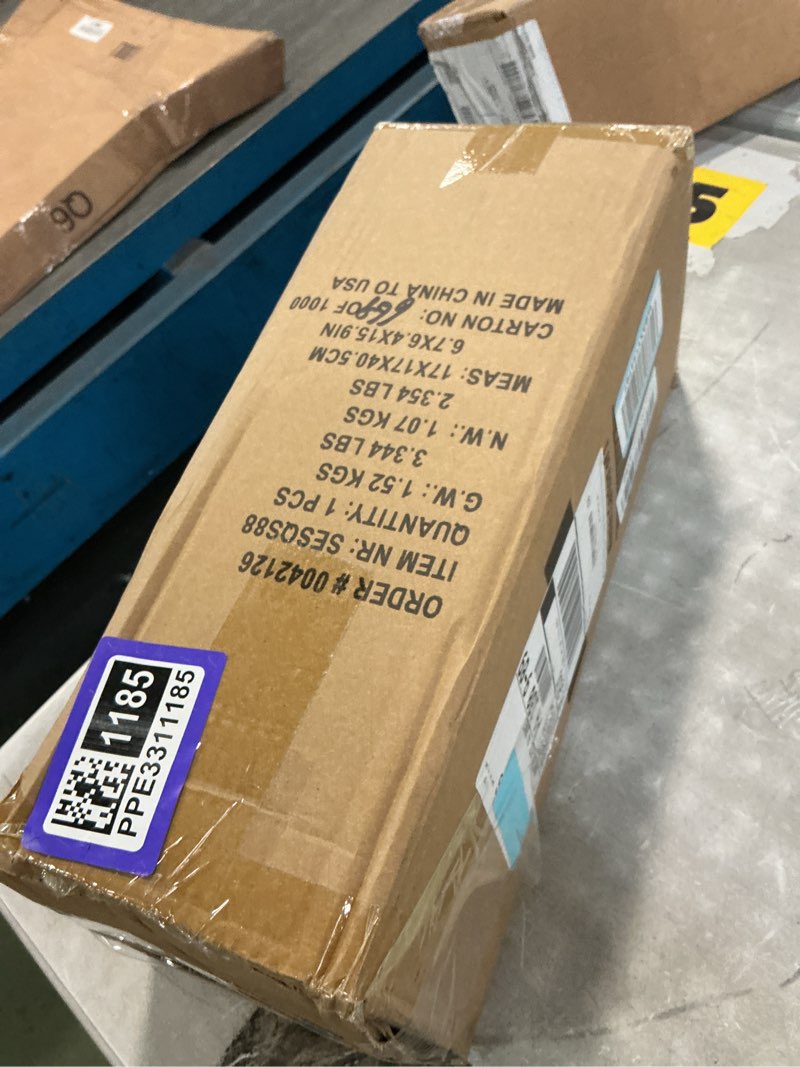 ORDER # 0042126
ITEM NR: SESQS88
QUANTITY: 1 PCS
G.W.: 1.52 KGS
3.344 LBS
N.W.: 1.07 KGS
2.354 LBS
MEAS: 17X17X40.5CM
6.7X6.4X15.9IN
CARTON NO: OF 1000
MADE IN CHINA TO USA
1185
PPE3311185